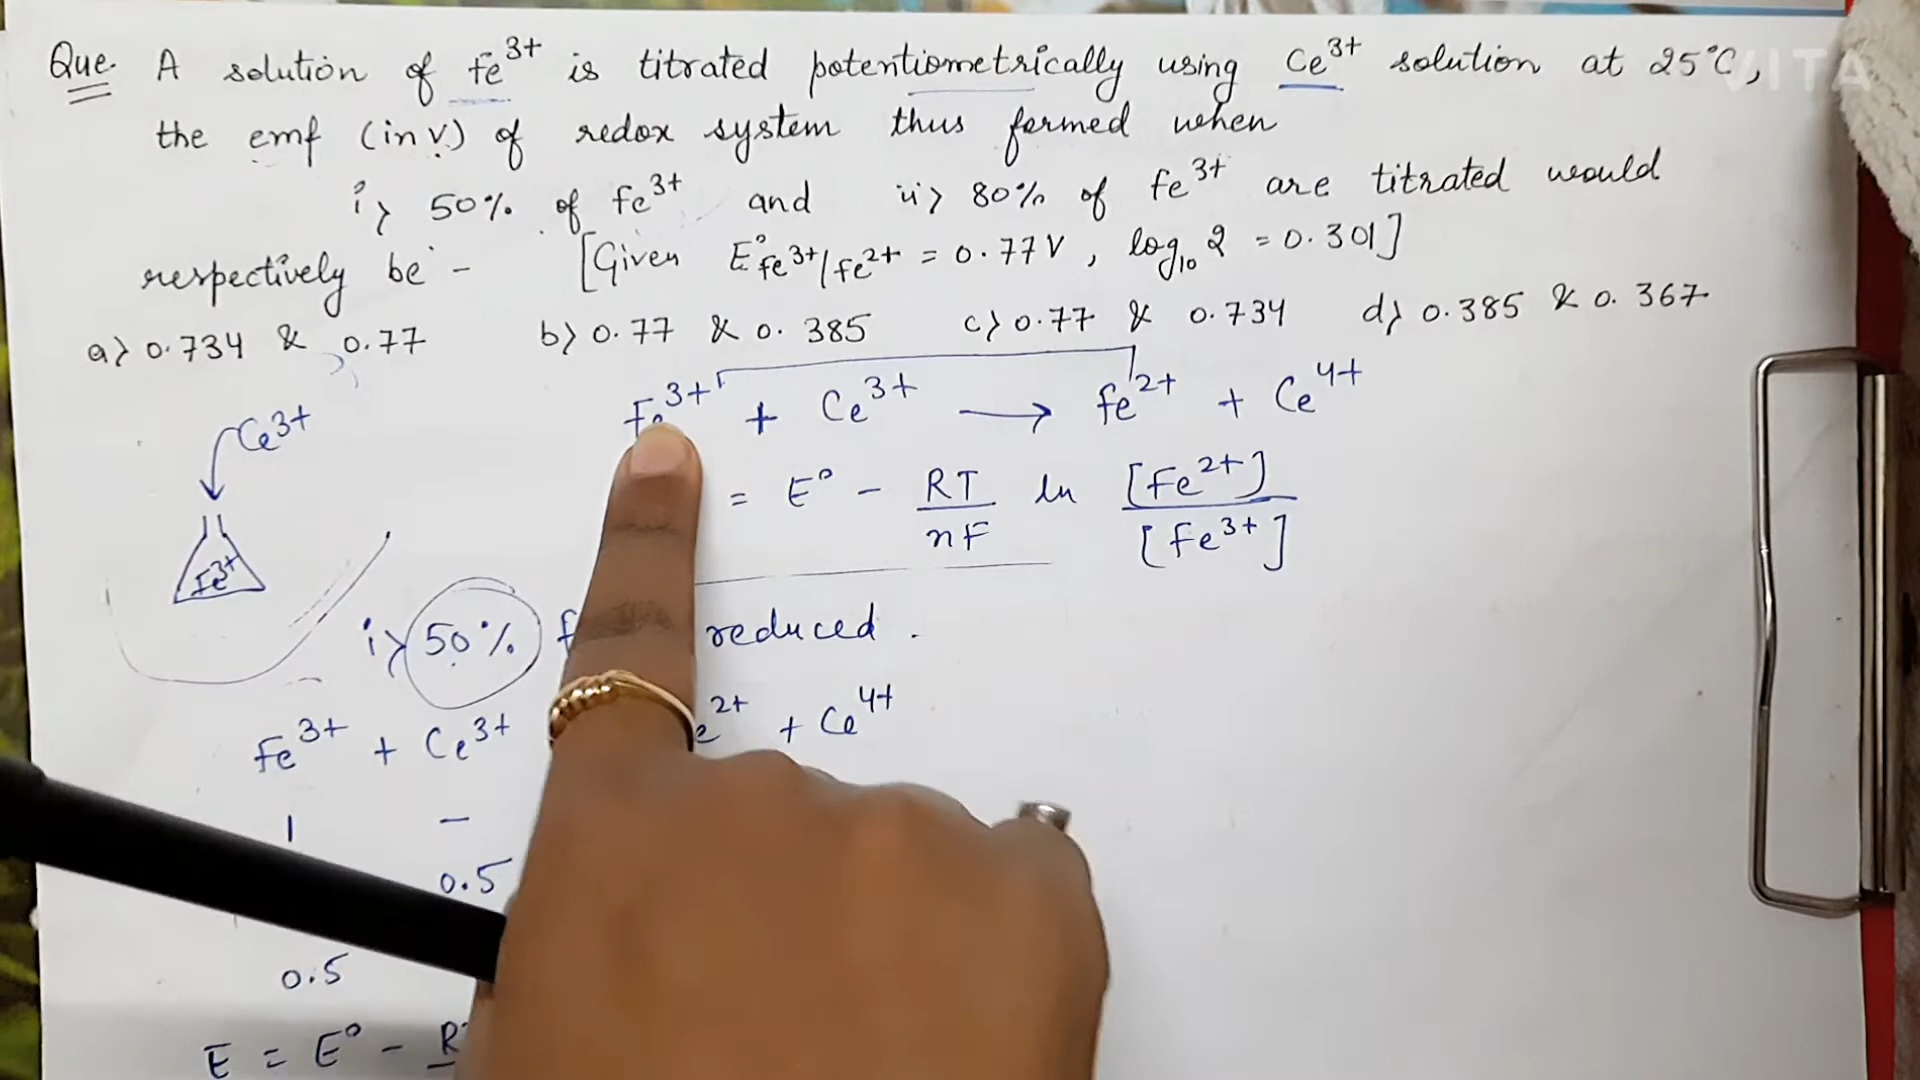 Que. A solution of Fe³⁺ is titrated potentiometrically using Ce³⁺ solution at 25°C,
the emf (in V) of redox system thus formed when
i> 50% of Fe³⁺ and ii> 80% of Fe³⁺ are titrated would
respectively be - [Given E°Fe³⁺/Fe²⁺ = 0.77V, log₁₀ 2 = 0.301]
a> 0.734 & 0.77 b> 0.77 & 0.385 c> 0.77 & 0.734 d> 0.385 & 0.367
Fe³⁺ + Ce³⁺ → Fe²⁺ + Ce⁴⁺
Ce³⁺
= E° - RT/nF ln [Fe²⁺]/[Fe³⁺]
Fe³⁺
i> 50% reduced.
Fe³⁺ + Ce³⁺ e²⁺ + Ce⁴⁺
1 -
0.5
0.5
E = E° - R
VITA